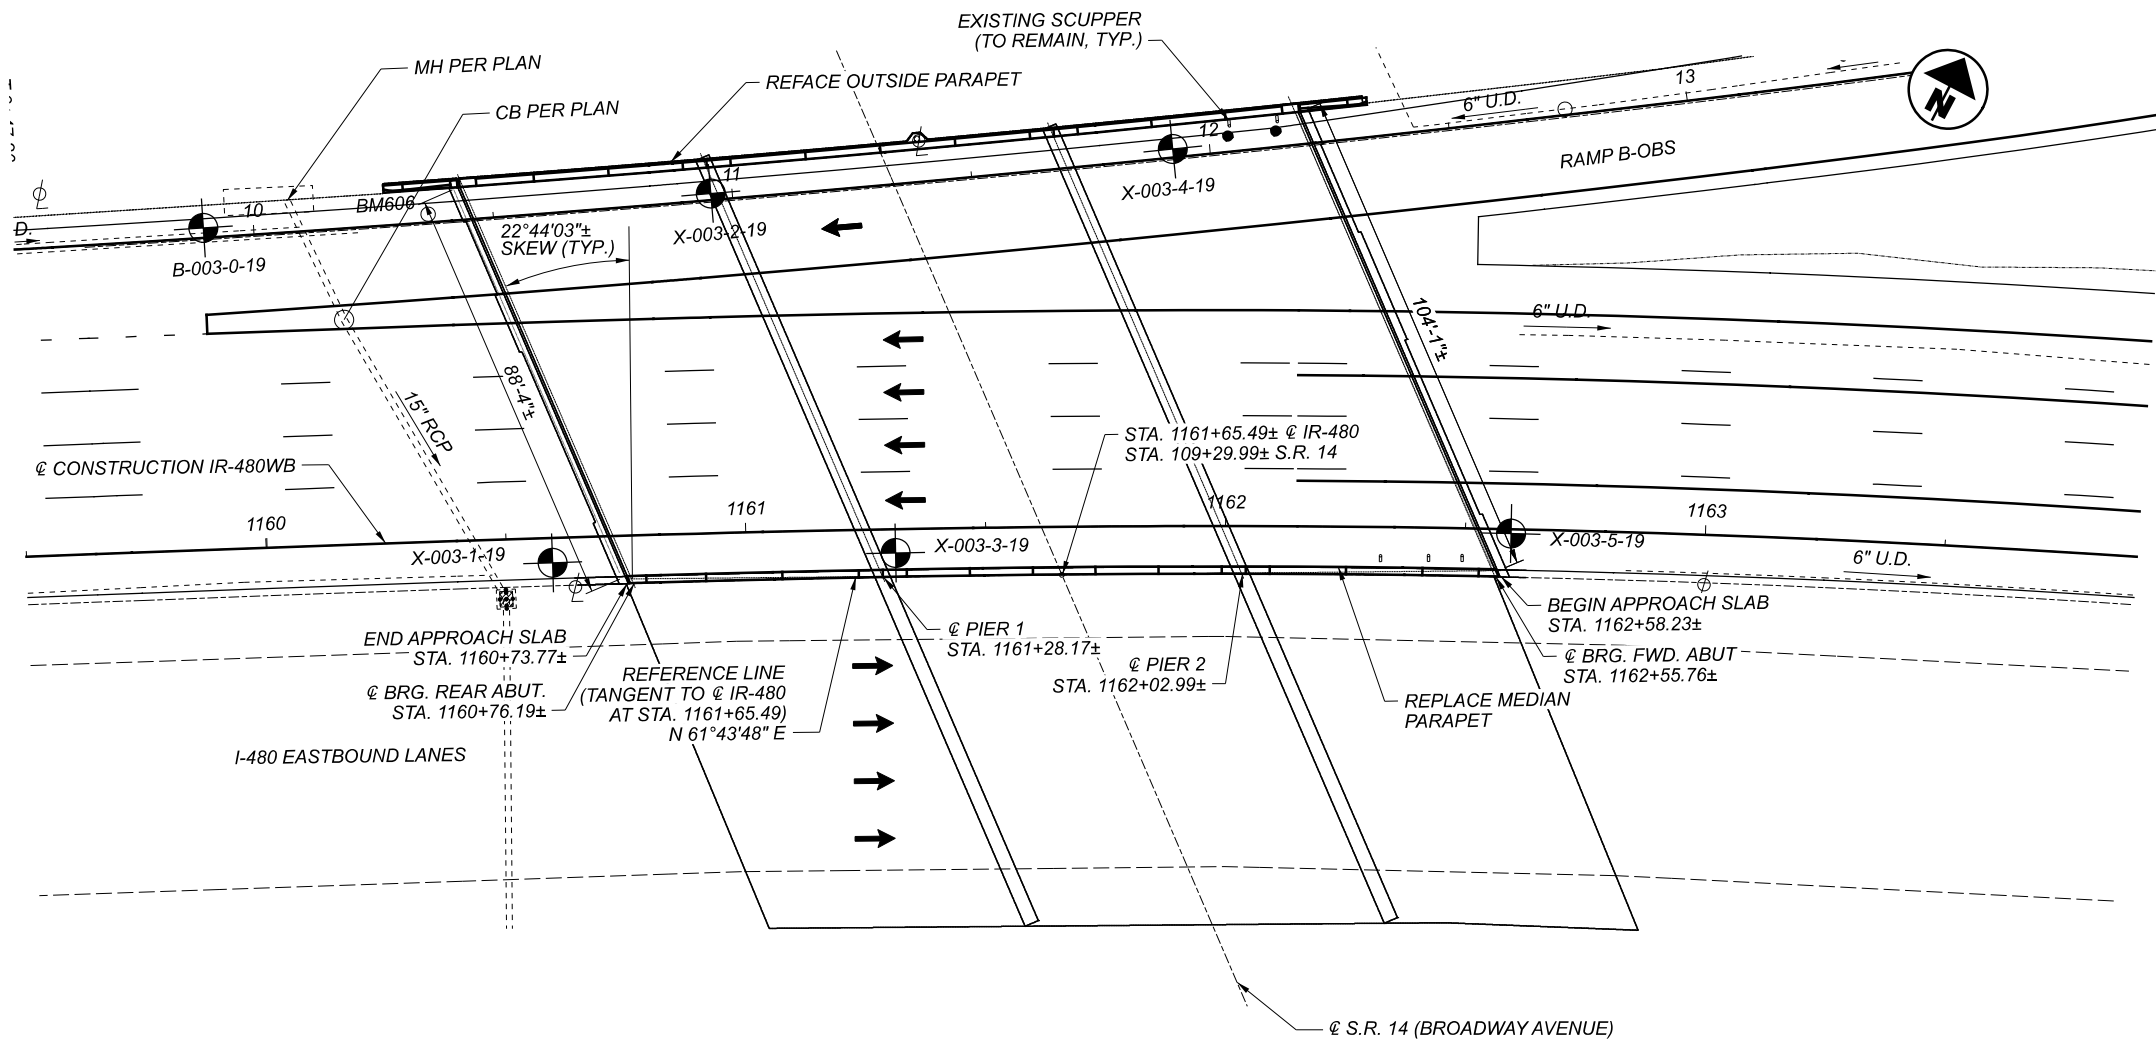 EXISTING SCUPPER
(TO REMAIN, TYP.)
MH PER PLAN
REFACE OUTSIDE PARAPET
CB PER PLAN
13
6" U.D.
12
N
RAMP B-OBS
11
X-003-4-19
BM606
10
D.
22°44'03"±
SKEW (TYP.)
X-003-2-19
B-003-0-19
104'-1"±
6" U.D.
88'-4"±
15" RCP
STA. 1161+65.49± ℄ IR-480
STA. 109+29.99± S.R. 14
℄ CONSTRUCTION IR-480WB
1160
1161
1162
1163
X-003-1-19
X-003-3-19
X-003-5-19
6" U.D.
BEGIN APPROACH SLAB
STA. 1162+58.23±
END APPROACH SLAB
STA. 1160+73.77±
℄ PIER 1
STA. 1161+28.17±
℄ PIER 2
STA. 1162+02.99±
℄ BRG. FWD. ABUT
STA. 1162+55.76±
REFERENCE LINE
(TANGENT TO ℄ IR-480
AT STA. 1161+65.49)
N 61°43'48" E
℄ BRG. REAR ABUT.
STA. 1160+76.19±
REPLACE MEDIAN
PARAPET
I-480 EASTBOUND LANES
℄ S.R. 14 (BROADWAY AVENUE)